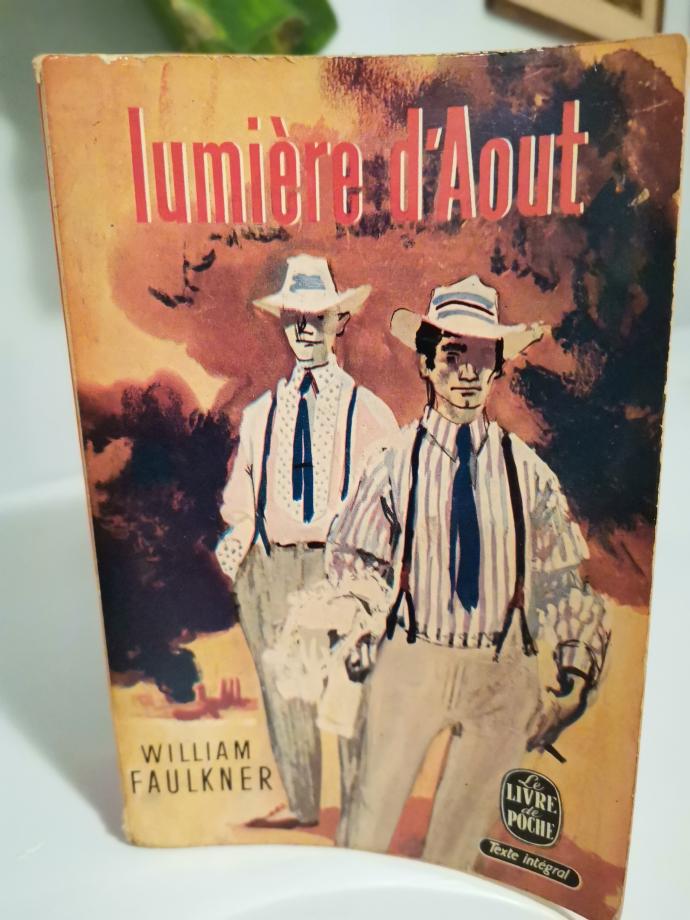 lumière d'Aout
WILLIAM
FAULKNER
Le
LIVRE
de
POCHE
Texte intégral